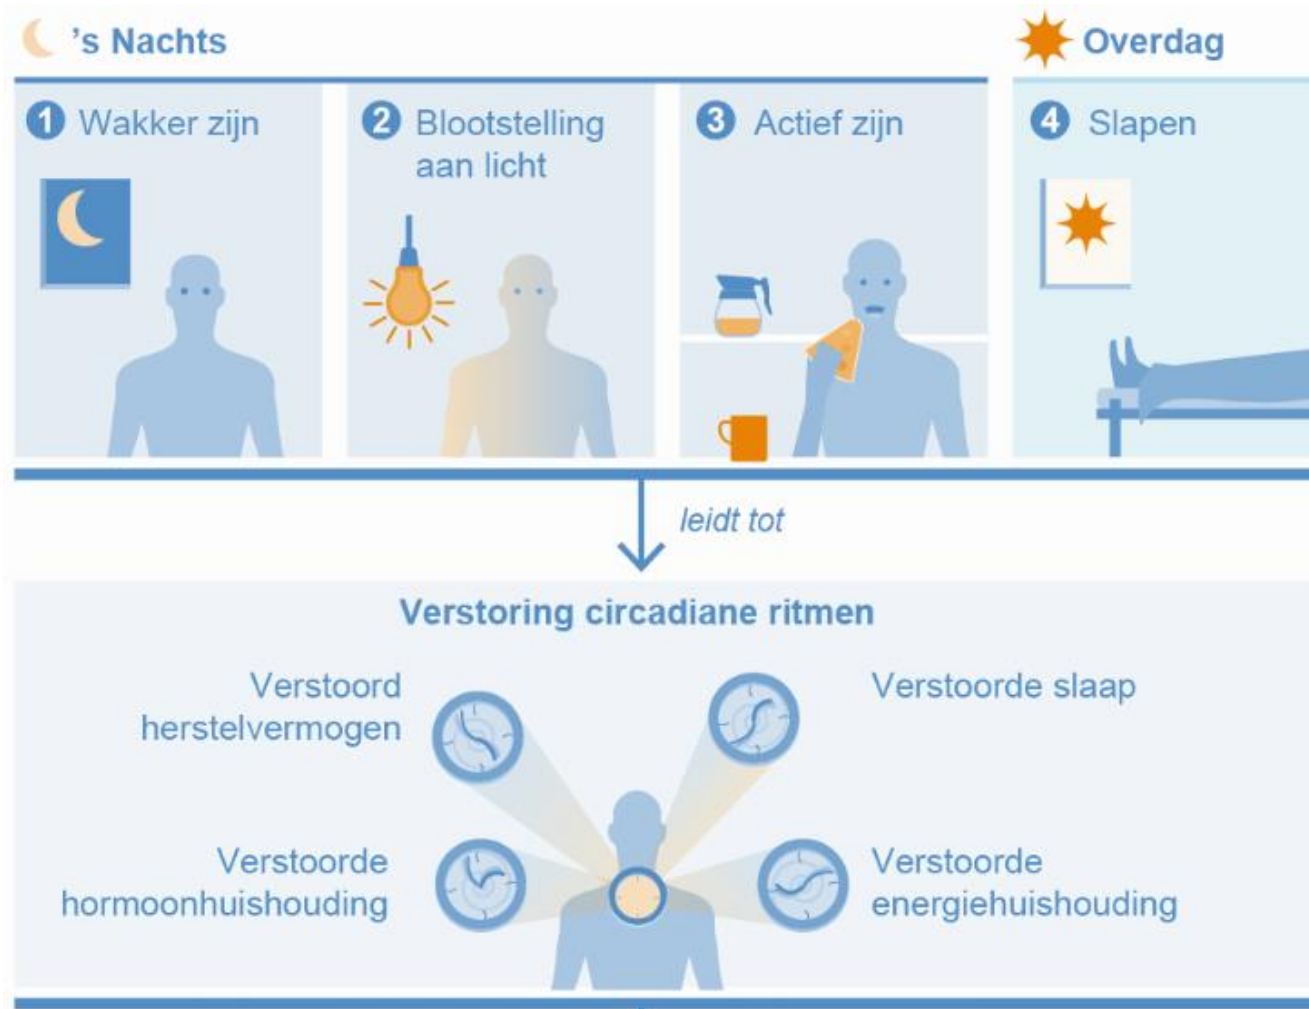 's Nachts
Overdag
1 Wakker zijn
2 Blootstelling
aan licht
3 Actief zijn
4 Slapen
leidt tot
Verstoring circadiane ritmen
Verstoord
herstelvermogen
Verstoorde slaap
Verstoorde
hormoonhuishouding
Verstoorde
energiehuishouding